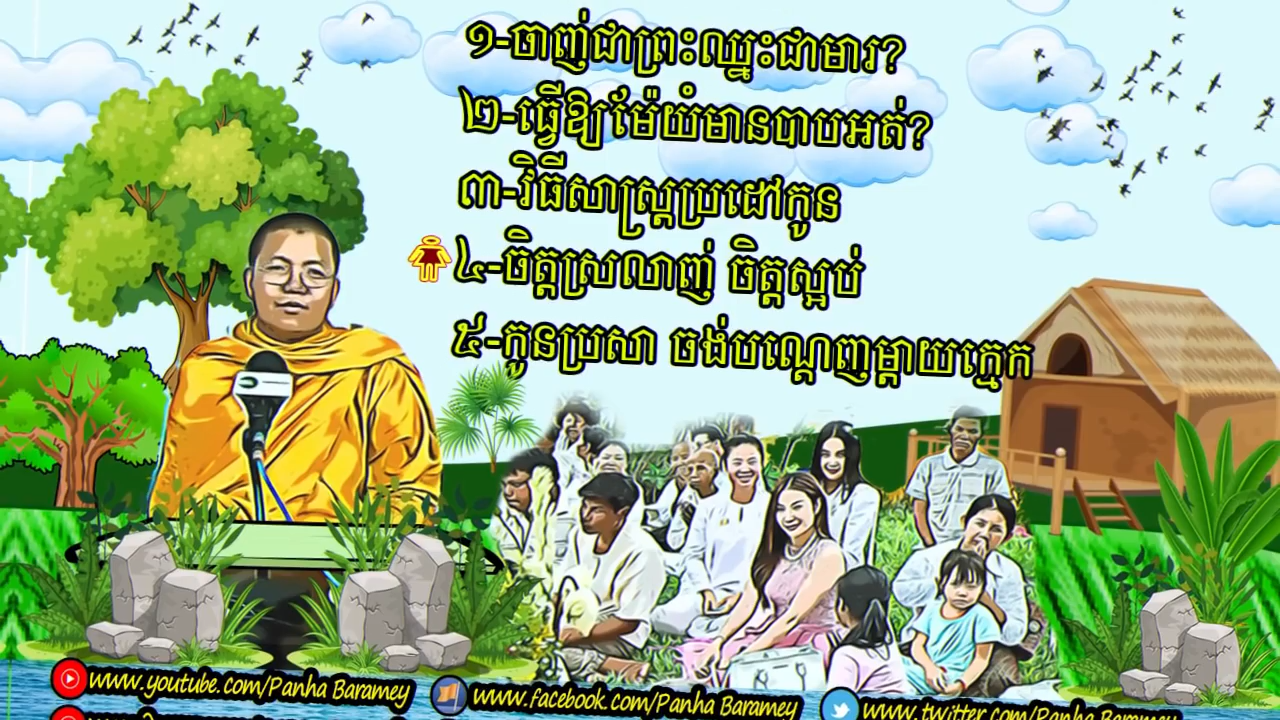 ១-ចាញ់ជាព្រះឈ្នះជាមារ?
២-ធ្វើឱ្យម៉ែយំមានបាបអត់?
៣-វិធីសាស្ត្រប្រដៅកូន
៤-ចិត្តស្រលាញ់ ចិត្តស្អប់
៥-កូនប្រសា ចង់បណ្តេញម្តាយក្មេក
www.youtube.com/Panha Baramey
www.facebook.com/Panha Baramey
www.twitter.com/Panha Baramey